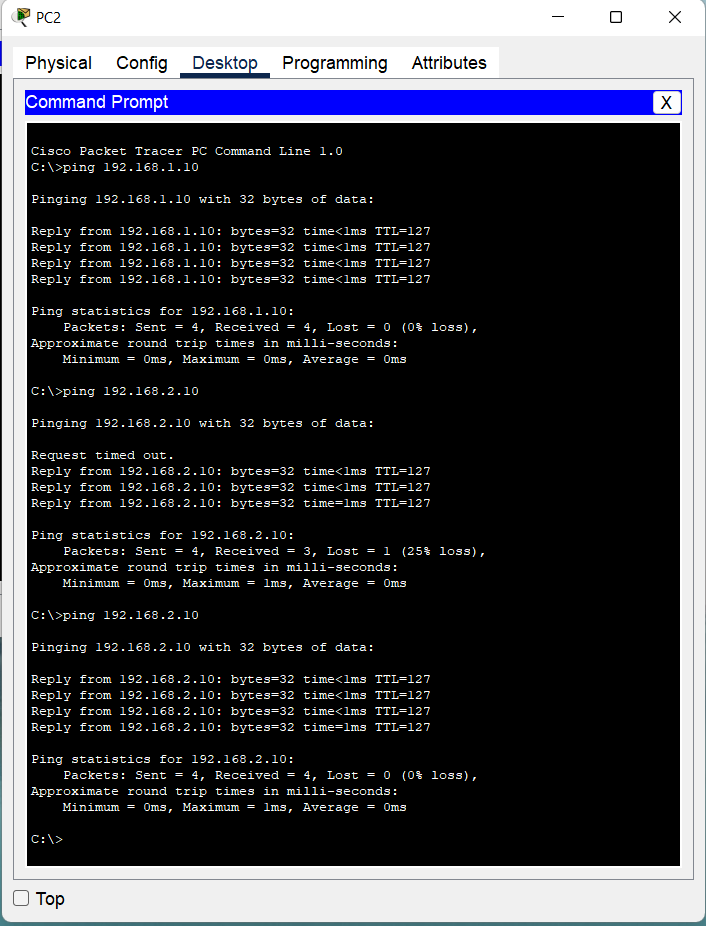 PC2
Physical Config Desktop Programming Attributes
Command Prompt
X
Cisco Packet Tracer PC Command Line 1.0
C:\>ping 192.168.1.10
Pinging 192.168.1.10 with 32 bytes of data:
Reply from 192.168.1.10: bytes=32 time<1ms TTL=127
Reply from 192.168.1.10: bytes=32 time<1ms TTL=127
Reply from 192.168.1.10: bytes=32 time<1ms TTL=127
Reply from 192.168.1.10: bytes=32 time<1ms TTL=127
Ping statistics for 192.168.1.10:
    Packets: Sent = 4, Received = 4, Lost = 0 (0% loss),
Approximate round trip times in milli-seconds:
    Minimum = 0ms, Maximum = 0ms, Average = 0ms
C:\>ping 192.168.2.10
Pinging 192.168.2.10 with 32 bytes of data:
Request timed out.
Reply from 192.168.2.10: bytes=32 time<1ms TTL=127
Reply from 192.168.2.10: bytes=32 time<1ms TTL=127
Reply from 192.168.2.10: bytes=32 time=1ms TTL=127
Ping statistics for 192.168.2.10:
    Packets: Sent = 4, Received = 3, Lost = 1 (25% loss),
Approximate round trip times in milli-seconds:
    Minimum = 0ms, Maximum = 1ms, Average = 0ms
C:\>ping 192.168.2.10
Pinging 192.168.2.10 with 32 bytes of data:
Reply from 192.168.2.10: bytes=32 time<1ms TTL=127
Reply from 192.168.2.10: bytes=32 time<1ms TTL=127
Reply from 192.168.2.10: bytes=32 time<1ms TTL=127
Reply from 192.168.2.10: bytes=32 time=1ms TTL=127
Ping statistics for 192.168.2.10:
    Packets: Sent = 4, Received = 4, Lost = 0 (0% loss),
Approximate round trip times in milli-seconds:
    Minimum = 0ms, Maximum = 1ms, Average = 0ms
C:\>
Top